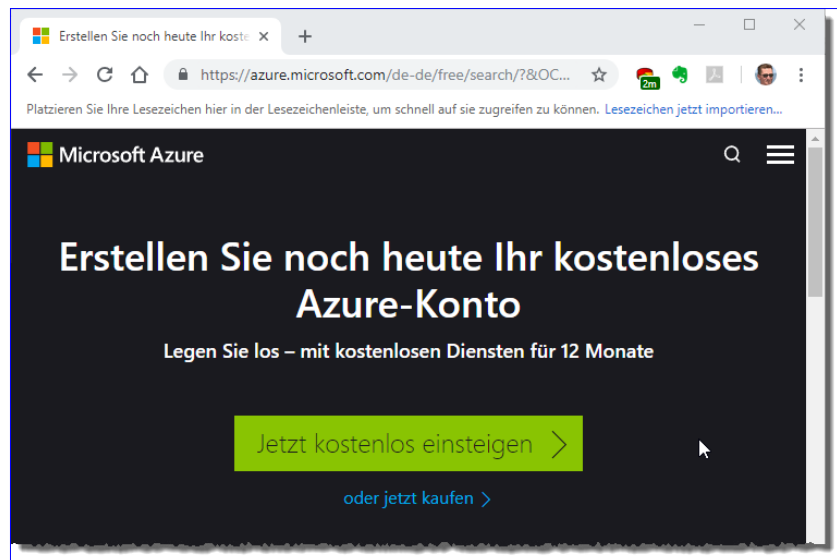 Erstellen Sie noch heute Ihr koste
https://azure.microsoft.com/de-de/free/search/?&OC...
2m
Platzieren Sie Ihre Lesezeichen hier in der Lesezeichenleiste, um schnell auf sie zugreifen zu können. Lesezeichen jetzt importieren...
Microsoft Azure
Erstellen Sie noch heute Ihr kostenloses
Azure-Konto
Legen Sie los – mit kostenlosen Diensten für 12 Monate
Jetzt kostenlos einsteigen
oder jetzt kaufen